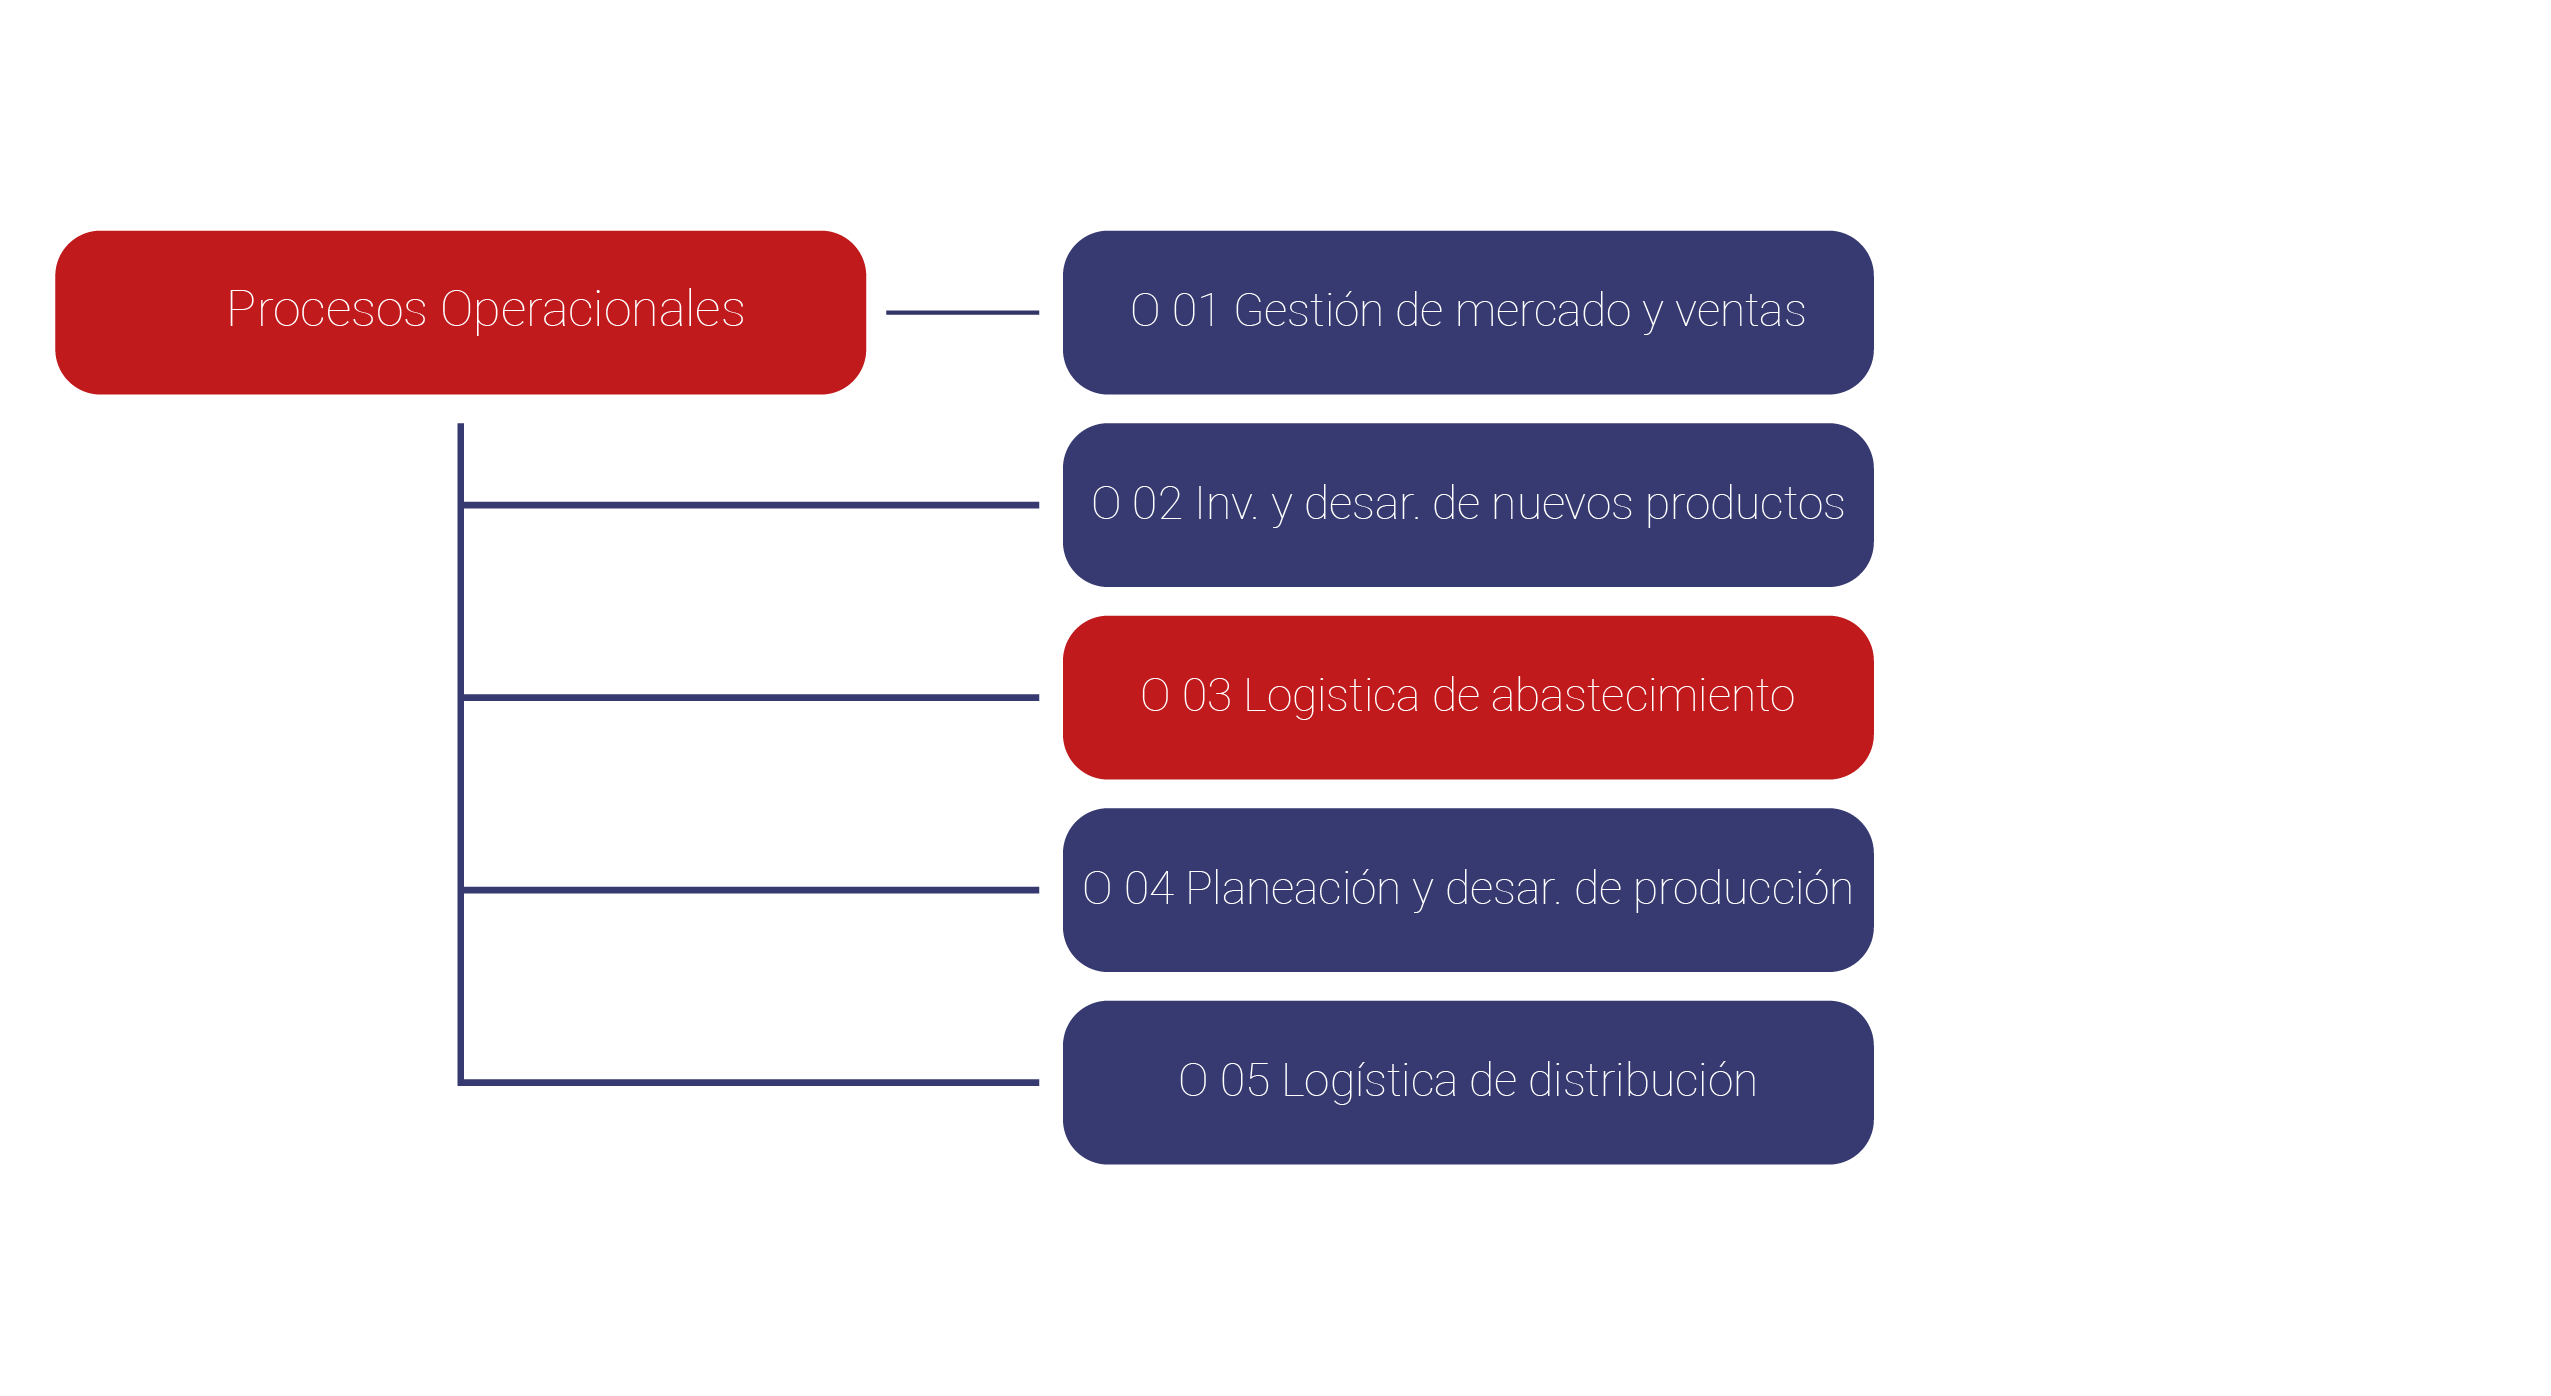 Procesos Operacionales
O 01 Gestión de mercado y ventas
O 02 Inv. y desar. de nuevos productos
O 03 Logistica de abastecimiento
O 04 Planeación y desar. de producción
O 05 Logística de distribución